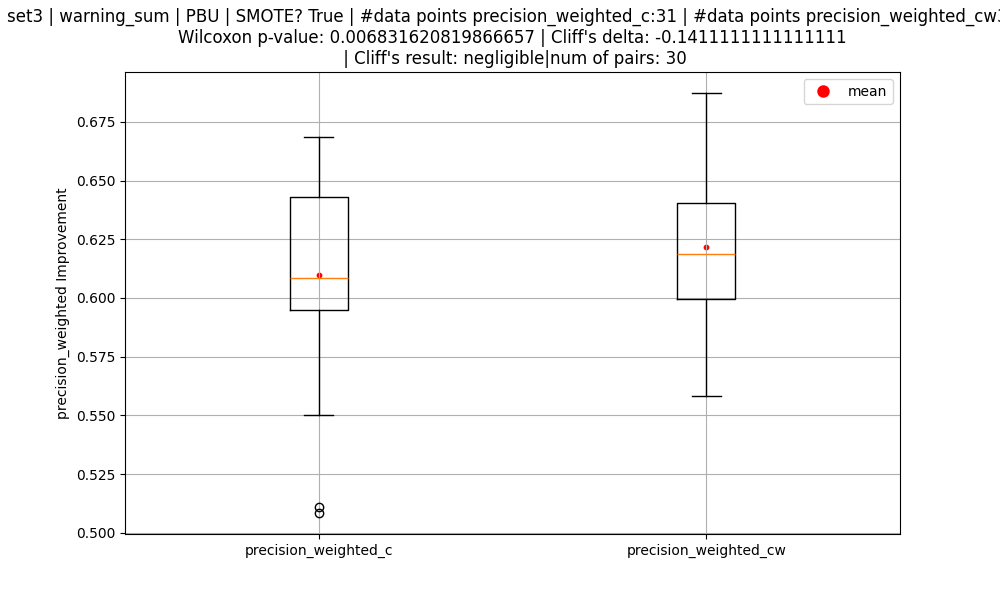 set3 | warning_sum | PBU | SMOTE? True | #data points precision_weighted_c:31 | #data points precision_weighted_cw
Wilcoxon p-value: 0.006831620819866657 | Cliff's delta: -0.1411111111111111
| Cliff's result: negligible|num of pairs: 30
mean
0.675
0.650
0.625
0.600
0.575
0.550
0.525
0.500
precision_weighted Improvement
precision_weighted_c precision_weighted_cw